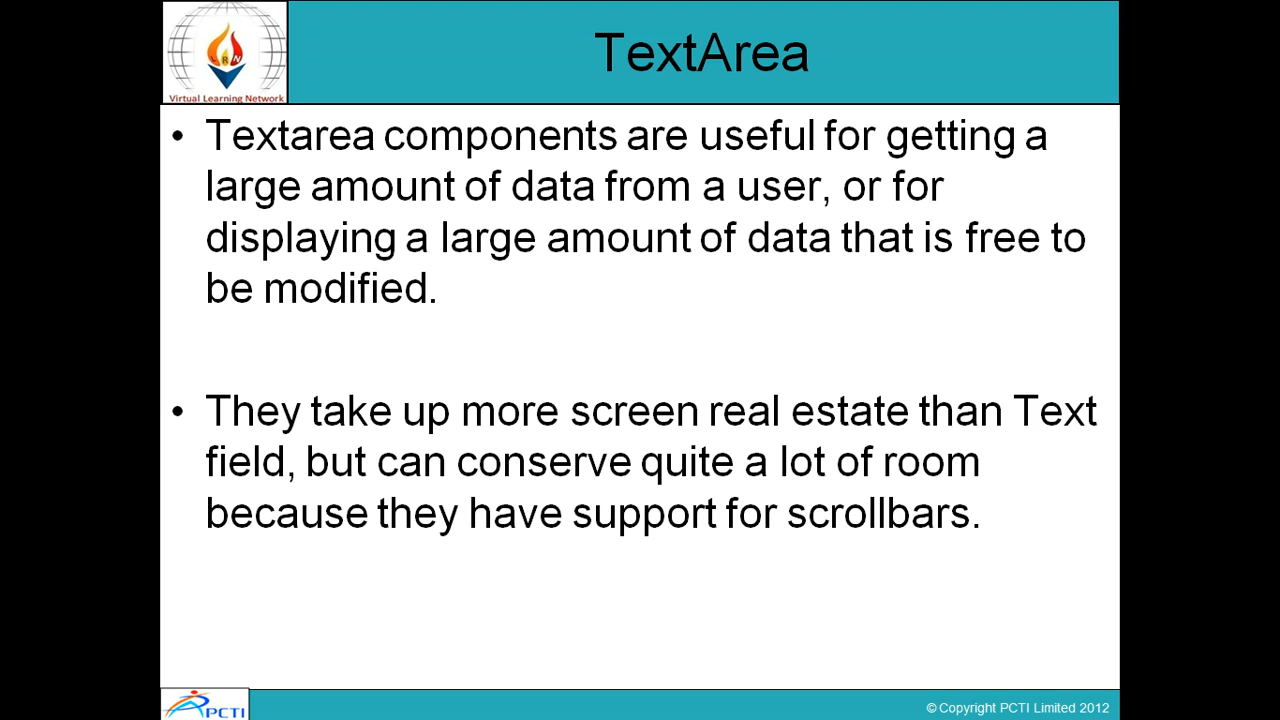 TextArea
LRN
Virtual Learning Network
• Textarea components are useful for getting a
large amount of data from a user, or for
displaying a large amount of data that is free to
be modified.
• They take up more screen real estate than Text
field, but can conserve quite a lot of room
because they have support for scrollbars.
PCTI
© Copyright PCTI Limited 2012